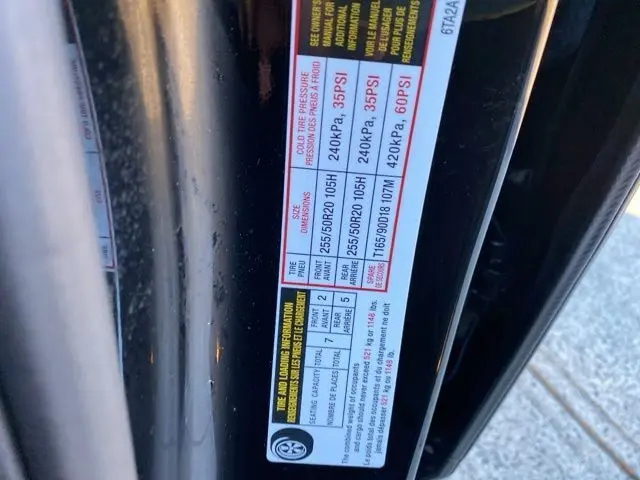 TIRE AND LOADING INFORMATION
RENSEIGNEMENTS SUR LES PNEUS ET LE CHARGEMENT
SEATING CAPACITY TOTAL 7 FRONT 2 REAR 5
NOMBRE DE PLACES TOTAL AVANT ARRIÈRE
The combined weight of occupants
and cargo should never exceed 521 kg or 1148 lbs.
Le poids total des occupants et du chargement ne doit
jamais dépasser 521 kg ou 1148 lb.
TIRE SIZE COLD TIRE PRESSURE
PNEU DIMENSIONS PRESSION DES PNEUS À FROID
FRONT
AVANT 255/50R20 105H 240kPa, 35PSI
REAR
ARRIÈRE 255/50R20 105H 240kPa, 35PSI
SPARE
DE SECOURS T165/90D18 107M 420kPa, 60PSI
SEE OWNER'S
MANUAL FOR
ADDITIONAL
INFORMATION
VOIR LE MANUEL
DE L'USAGER
POUR PLUS DE
RENSEIGNEMENTS
6TA2A